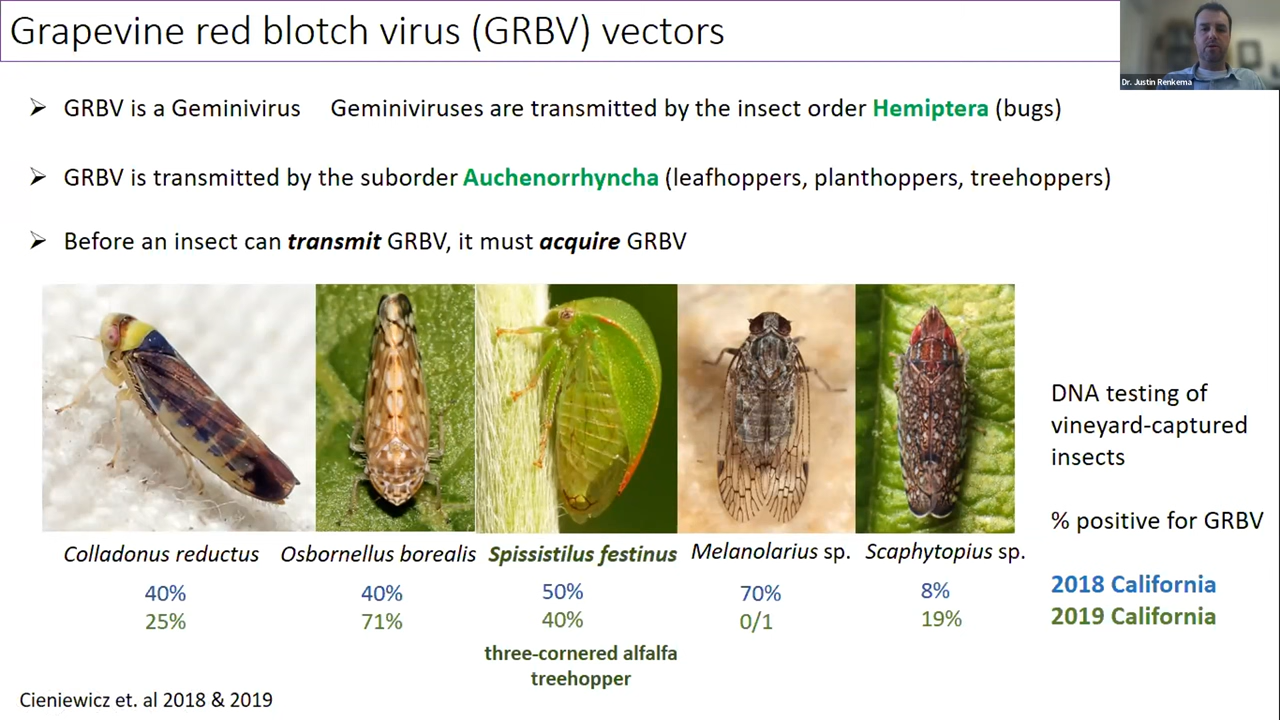 Grapevine red blotch virus (GRBV) vectors
Dr. Justin Renkema
➢ GRBV is a Geminivirus Geminiviruses are transmitted by the insect order Hemiptera (bugs)
➢ GRBV is transmitted by the suborder Auchenorrhyncha (leafhoppers, planthoppers, treehoppers)
➢ Before an insect can transmit GRBV, it must acquire GRBV
DNA testing of
vineyard-captured
insects
% positive for GRBV
Colladonus reductus Osbornellus borealis Spissistilus festinus Melanolarius sp. Scaphytopius sp.
40% 40% 50% 70% 8% 2018 California
25% 71% 40% 0/1 19% 2019 California
three-cornered alfalfa
treehopper
Cieniewicz et. al 2018 & 2019